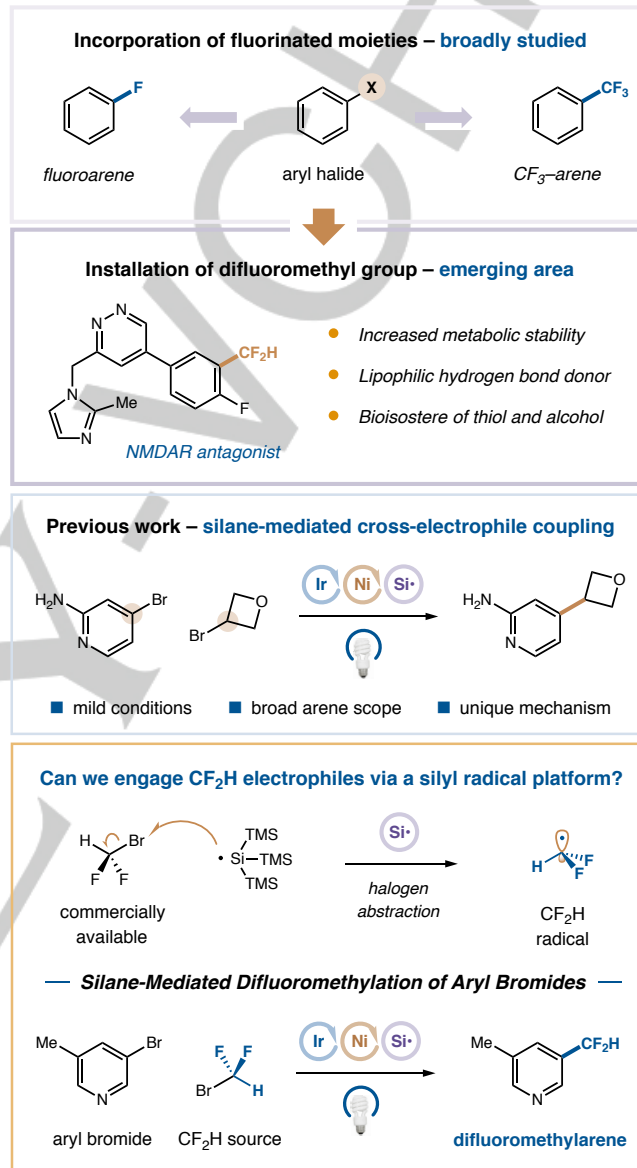 Incorporation of fluorinated moieties – broadly studied
F
X
CF3
fluoroarene
aryl halide
CF3–arene
Installation of difluoromethyl group – emerging area
N
N
CF2H
F
N
Me
N
NMDAR antagonist
Increased metabolic stability
Lipophilic hydrogen bond donor
Bioisostere of thiol and alcohol
Previous work – silane-mediated cross-electrophile coupling
H2N
Br
N
Br
O
Ir
Ni
Si•
H2N
N
O
mild conditions
broad arene scope
unique mechanism
Can we engage CF2H electrophiles via a silyl radical platform?
H
Br
F
F
commercially
available
TMS
• Si TMS
TMS
Si•
halogen
abstraction
H
F
F
CF2H
radical
Silane-Mediated Difluoromethylation of Aryl Bromides
Me
Br
N
aryl bromide
F
F
Br
H
CF2H source
Ir
Ni
Si•
Me
CF2H
N
difluoromethylarene